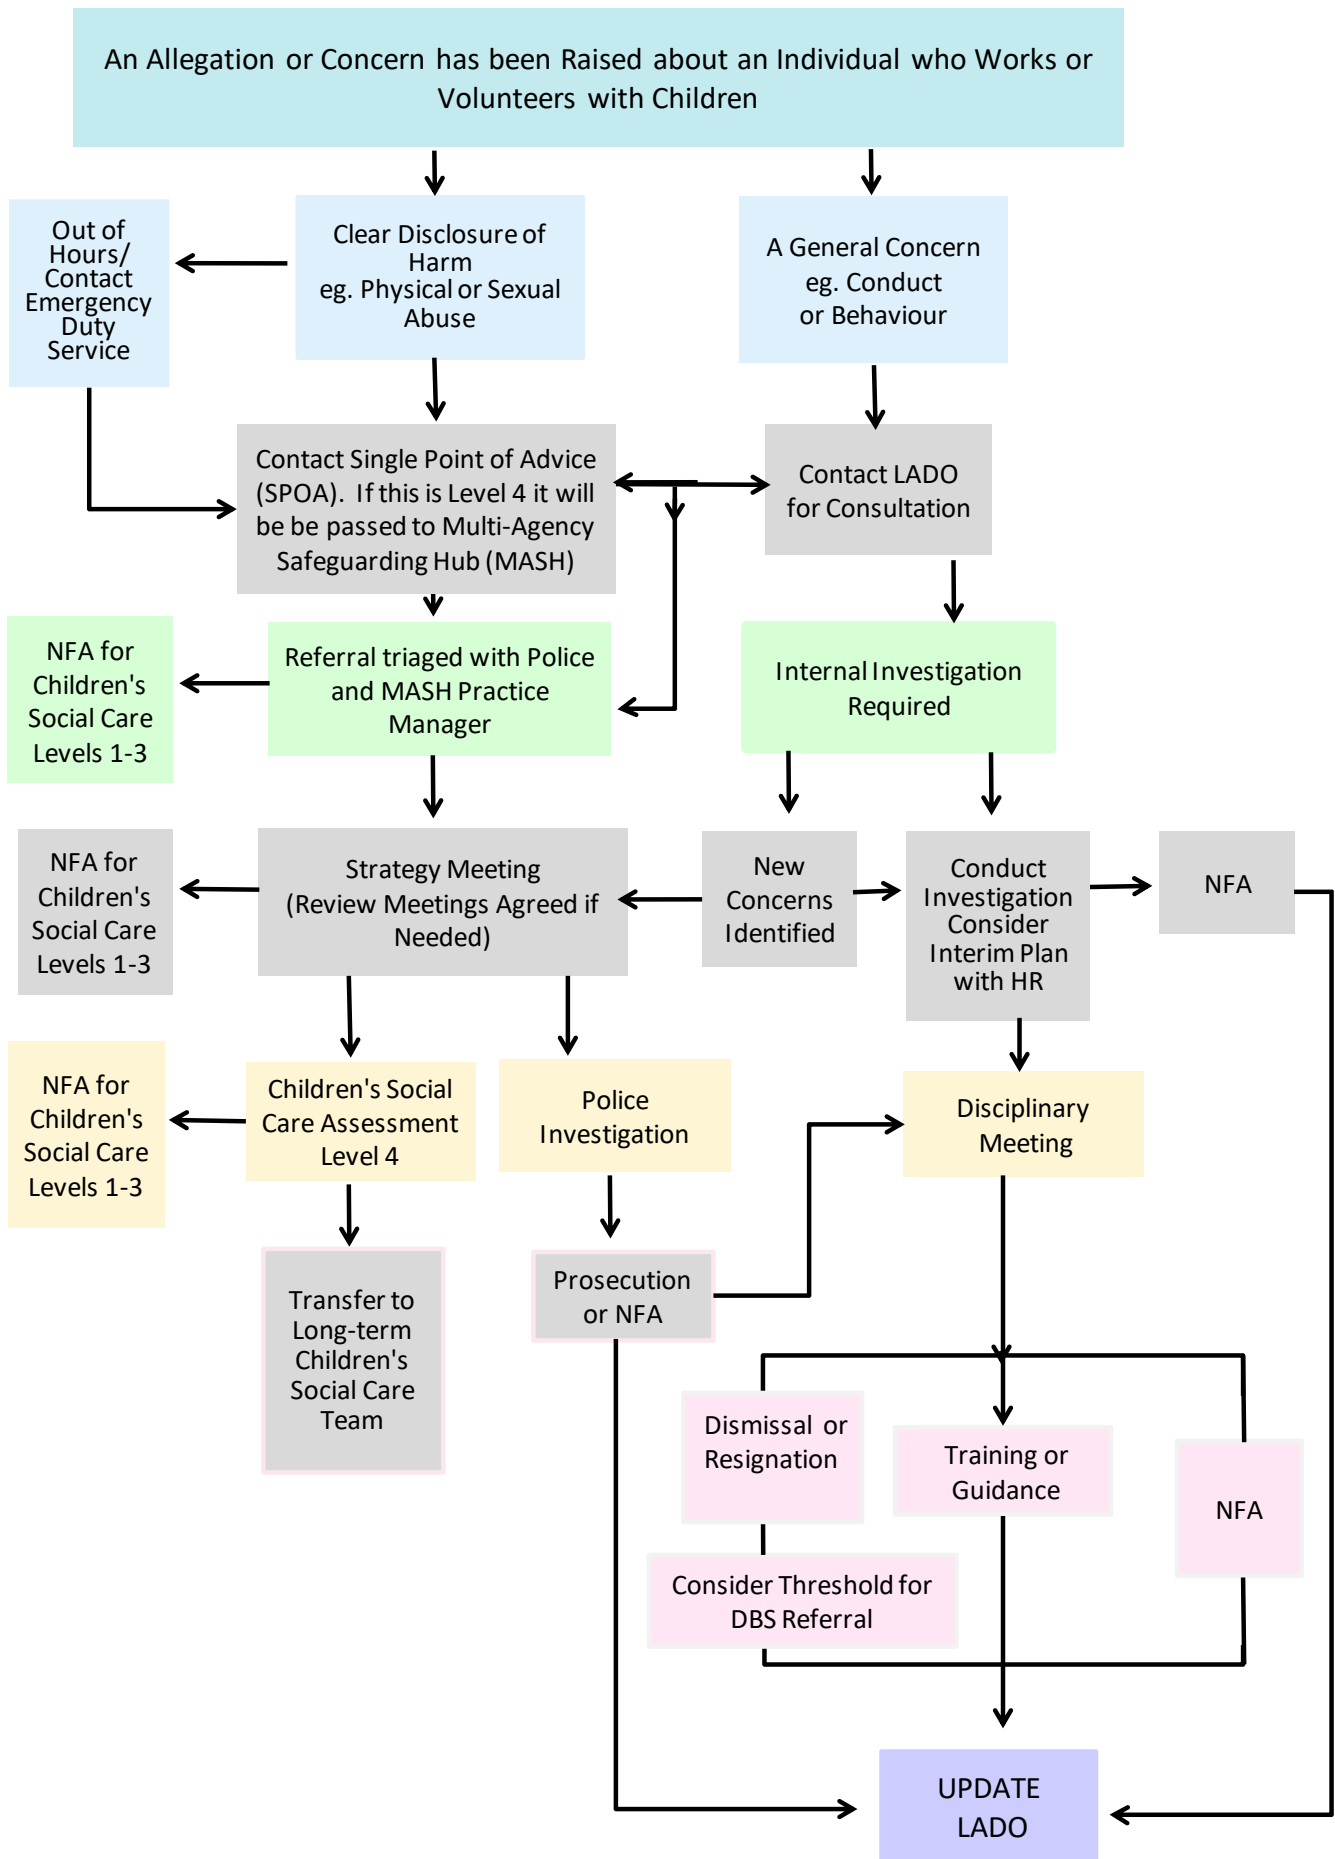 An Allegation or Concern has been Raised about an Individual who Works or
Volunteers with Children
Out of
Hours/
Contact
Emergency
Duty
Service
Clear Disclosure of
Harm
eg. Physical or Sexual
Abuse
A General Concern
eg. Conduct
or Behaviour
Contact Single Point of Advice
(SPOA). If this is Level 4 it will
be be passed to Multi-Agency
Safeguarding Hub (MASH)
Contact LADO
for Consultation
NFA for
Children's
Social Care
Levels 1-3
Referral triaged with Police
and MASH Practice
Manager
Internal Investigation
Required
NFA for
Children's
Social Care
Levels 1-3
Strategy Meeting
(Review Meetings Agreed if
Needed)
New
Concerns
Identified
Conduct
Investigation
Consider
Interim Plan
with HR
NFA
NFA for
Children's
Social Care
Levels 1-3
Children's Social
Care Assessment
Level 4
Police
Investigation
Disciplinary
Meeting
Transfer to
Long-term
Children's
Social Care
Team
Prosecution
or NFA
Dismissal or
Resignation
Training or
Guidance
NFA
Consider Threshold for
DBS Referral
UPDATE
LADO